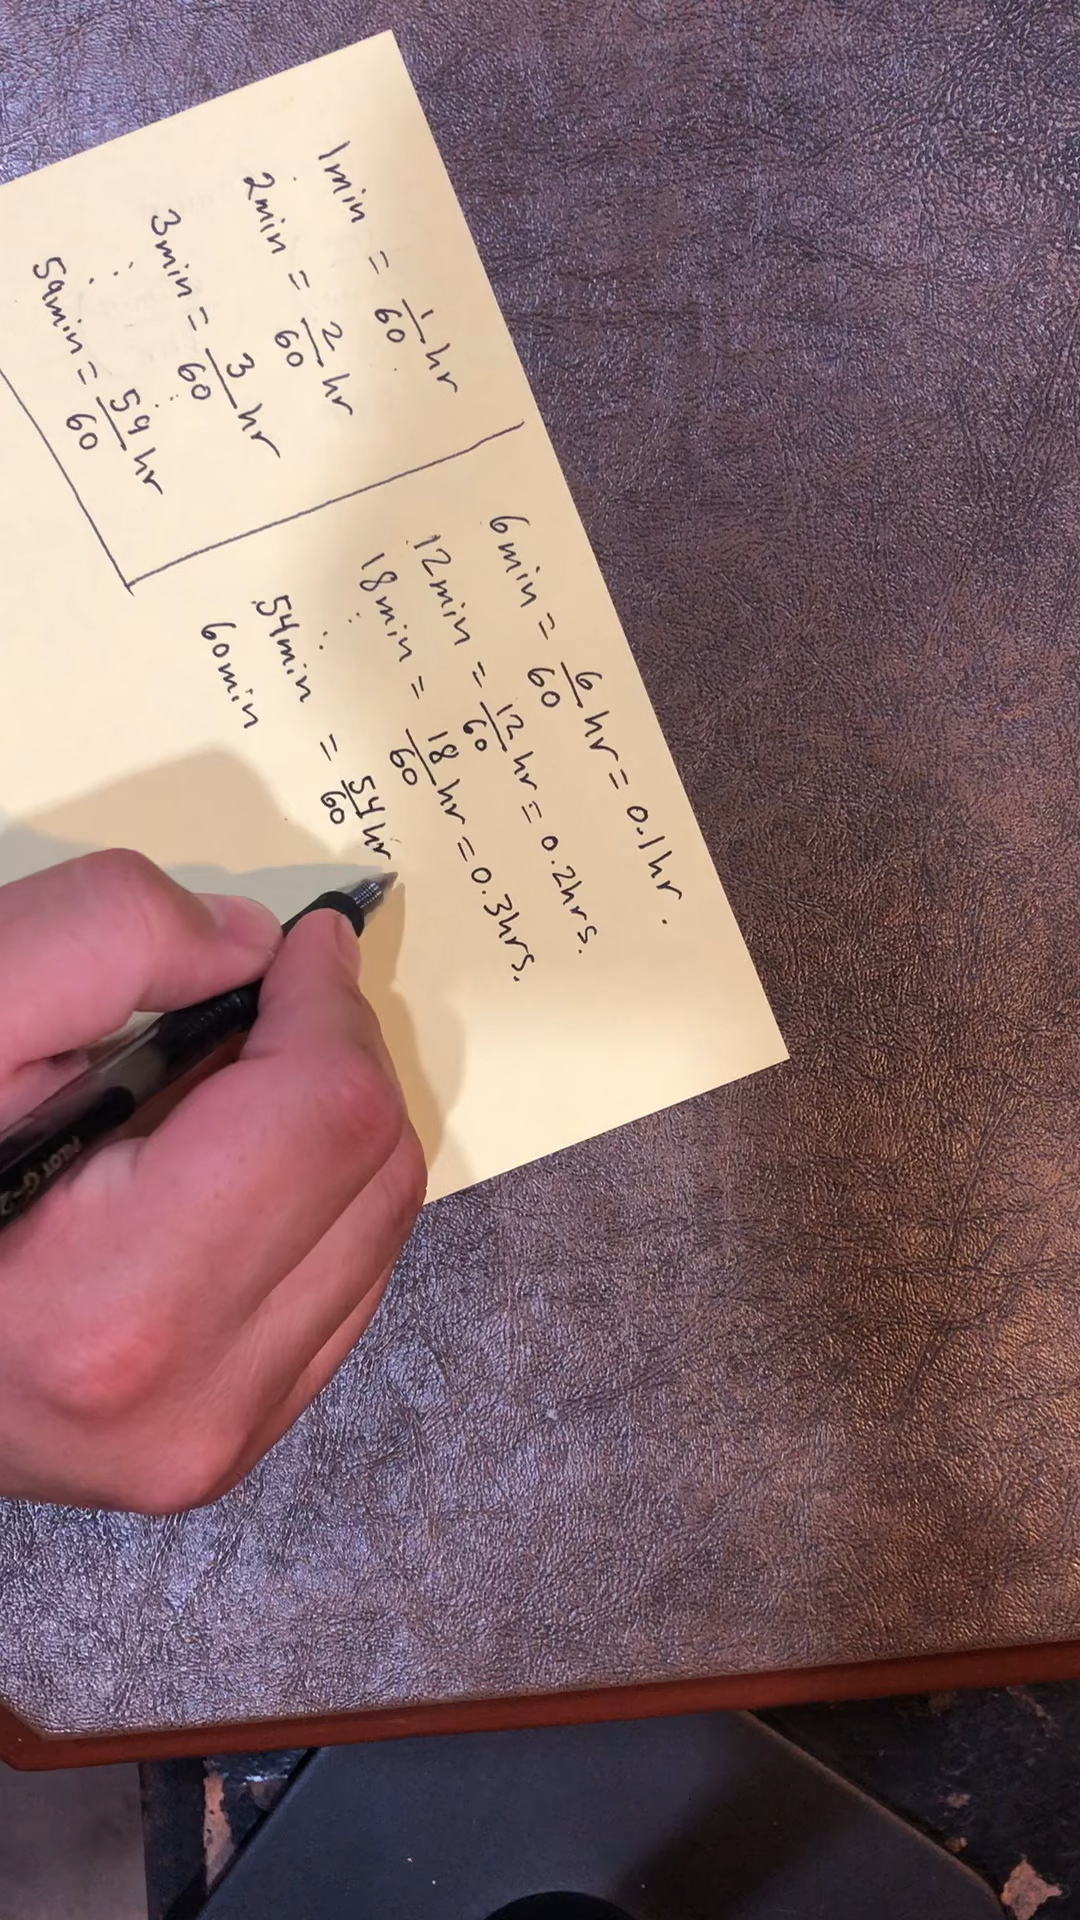 1min = 1/60 hr
2min = 2/60 hr
3min = 3/60 hr
⋮
59min = 59/60 hr
6min = 6/60 hr = 0.1hr.
12min = 12/60 hr = 0.2hrs.
18min = 18/60 hr = 0.3hrs.
⋮
54min = 54/60 hr
60min
PILOT G-2